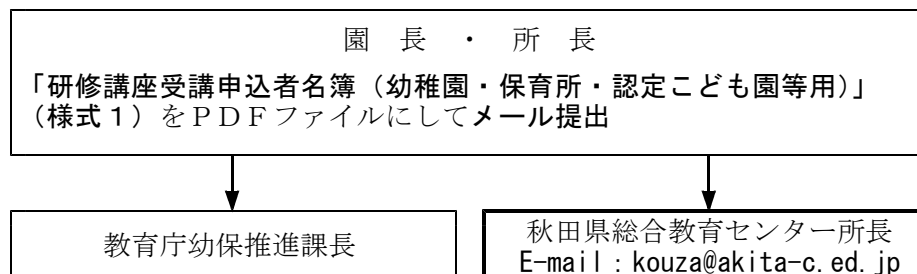 園 長 ・ 所 長
「研修講座受講申込者名簿（幼稚園・保育所・認定こども園等用）」
（様式１）をＰＤＦファイルにしてメール提出
教育庁幼保推進課長
秋田県総合教育センター所長
E-mail：kouza@akita-c.ed.jp